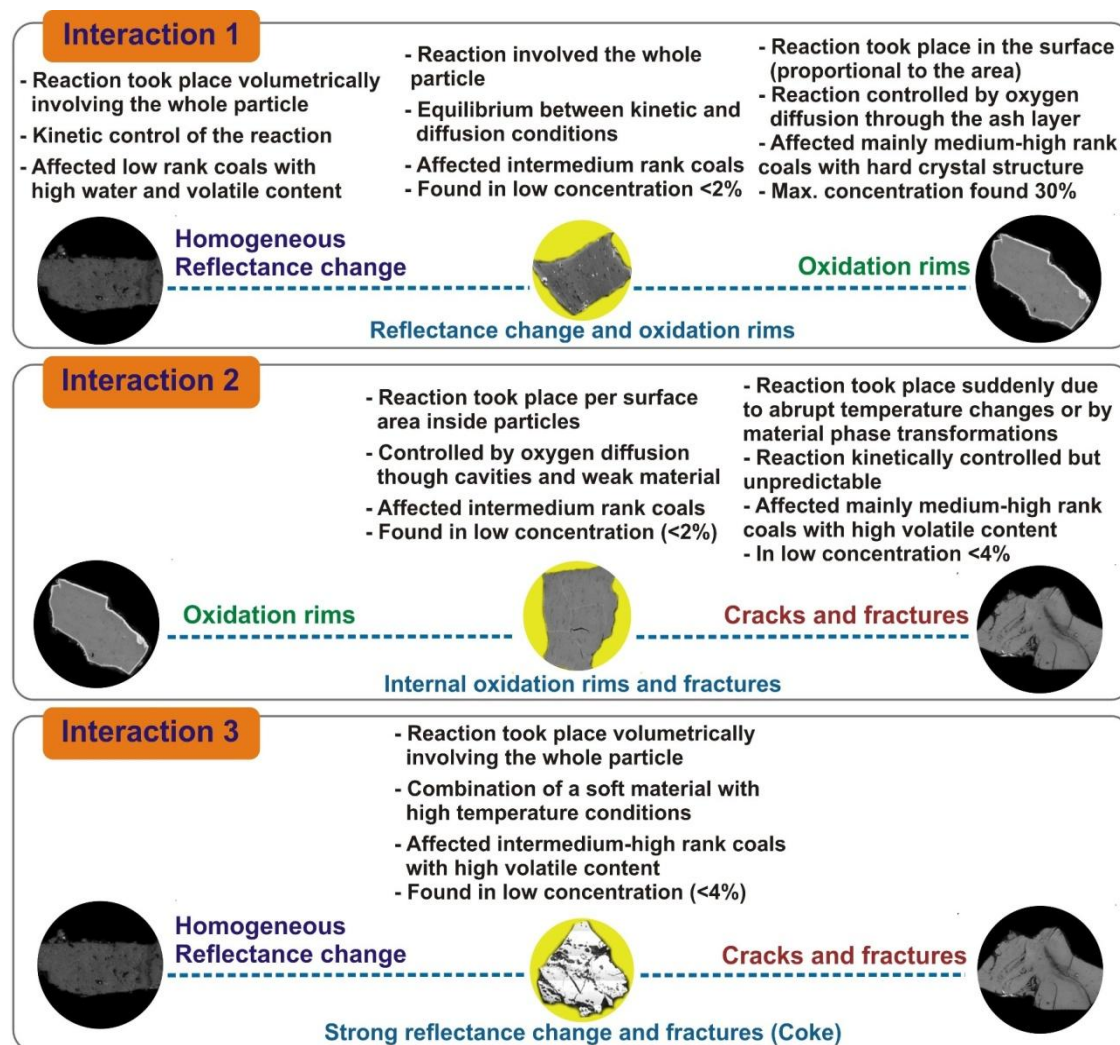 Interaction 1
- Reaction took place volumetrically
involving the whole particle
- Kinetic control of the reaction
- Affected low rank coals with
high water and volatile content
- Reaction involved the whole
particle
- Equilibrium between kinetic and
diffusion conditions
- Affected intermedium rank coals
- Found in low concentration <2%
- Reaction took place in the surface
(proportional to the area)
- Reaction controlled by oxygen
diffusion through the ash layer
- Affected mainly medium-high rank
coals with hard crystal structure
- Max. concentration found 30%
Homogeneous
Reflectance change
Oxidation rims
Reflectance change and oxidation rims
Interaction 2
- Reaction took place per surface
area inside particles
- Controlled by oxygen diffusion
though cavities and weak material
- Affected intermedium rank coals
- Found in low concentration (<2%)
- Reaction took place suddenly due
to abrupt temperature changes or by
material phase transformations
- Reaction kinetically controlled but
unpredictable
- Affected mainly medium-high rank
coals with high volatile content
- In low concentration <4%
Oxidation rims
Cracks and fractures
Internal oxidation rims and fractures
Interaction 3
- Reaction took place volumetrically
involving the whole particle
- Combination of a soft material with
high temperature conditions
- Affected intermedium-high rank coals
with high volatile content
- Found in low concentration (<4%)
Homogeneous
Reflectance change
Cracks and fractures
Strong reflectance change and fractures (Coke)